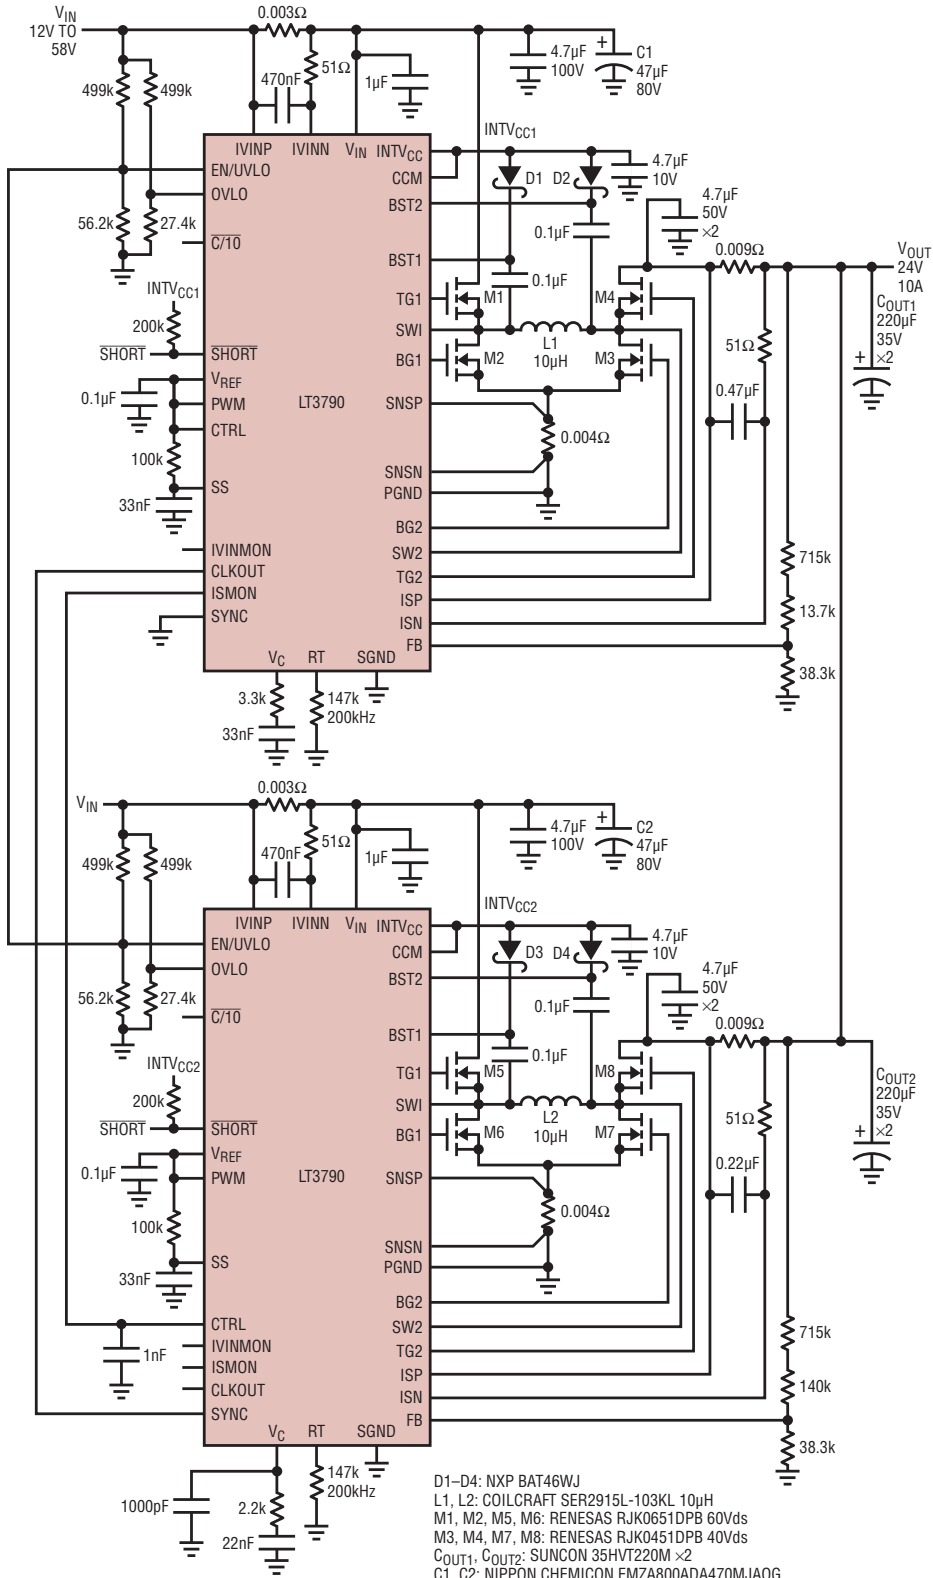 VIN
12V TO
58V
0.003Ω
499k
499k
470nF
51Ω
1µF
4.7µF
100V
+
C1
47µF
80V
INTVCC1
IVINP
IVINN
VIN
INTVCC
EN/UVLO
CCM
OVLO
BST2
D1
D2
4.7µF
10V
4.7µF
50V
×2
56.2k
27.4k
C/10
0.1µF
0.009Ω
VOUT
24V
10A
INTVCC1
BST1
0.1µF
200k
TG1
M1
M4
COUT1
220µF
35V
×2
+
SHORT
SHORT
SWI
L1
10µH
51Ω
BG1
M2
M3
VREF
0.1µF
PWM
LT3790
SNSP
0.47µF
CTRL
0.004Ω
100k
SNSN
SS
PGND
33nF
BG2
IVINMON
SW2
715k
CLKOUT
TG2
ISMON
ISP
13.7k
SYNC
ISN
FB
VC
RT
SGND
38.3k
3.3k
147k
200kHz
33nF
VIN
0.003Ω
499k
499k
470nF
51Ω
1µF
4.7µF
100V
+
C2
47µF
80V
INTVCC2
IVINP
IVINN
VIN
INTVCC
EN/UVLO
CCM
OVLO
BST2
D3
D4
4.7µF
10V
4.7µF
50V
×2
56.2k
27.4k
C/10
0.1µF
0.009Ω
INTVCC2
BST1
0.1µF
200k
TG1
M5
M8
COUT2
220µF
35V
×2
+
SHORT
SHORT
SWI
L2
10µH
51Ω
BG1
M6
M7
VREF
0.1µF
PWM
LT3790
SNSP
0.22µF
0.004Ω
100k
SNSN
SS
PGND
33nF
BG2
CTRL
SW2
715k
1nF
IVINMON
TG2
ISMON
ISP
140k
CLKOUT
ISN
SYNC
FB
VC
RT
SGND
38.3k
147k
200kHz
1000pF
2.2k
22nF
D1–D4: NXP BAT46WJ
L1, L2: COILCRAFT SER2915L-103KL 10µH
M1, M2, M5, M6: RENESAS RJK0651DPB 60Vds
M3, M4, M7, M8: RENESAS RJK0451DPB 40Vds
COUT1, COUT2: SUNCON 35HVT220M ×2
C1, C2: NIPPON CHEMICON EMZA800ADA470MJAOG